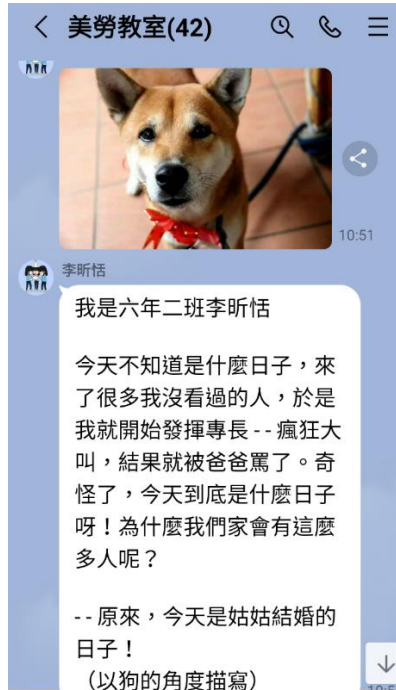 美勞教室(42)
10:51
李昕恬
我是六年二班李昕恬
今天不知道是什麼日子，來
了很多我沒看過的人，於是
我就開始發揮專長--瘋狂大
叫，結果就被爸爸罵了。奇
怪了，今天到底是什麼日子
呀！為什麼我們家會有這麼
多人呢？
--原來，今天是姑姑結婚的
日子！
（以狗的角度描寫）